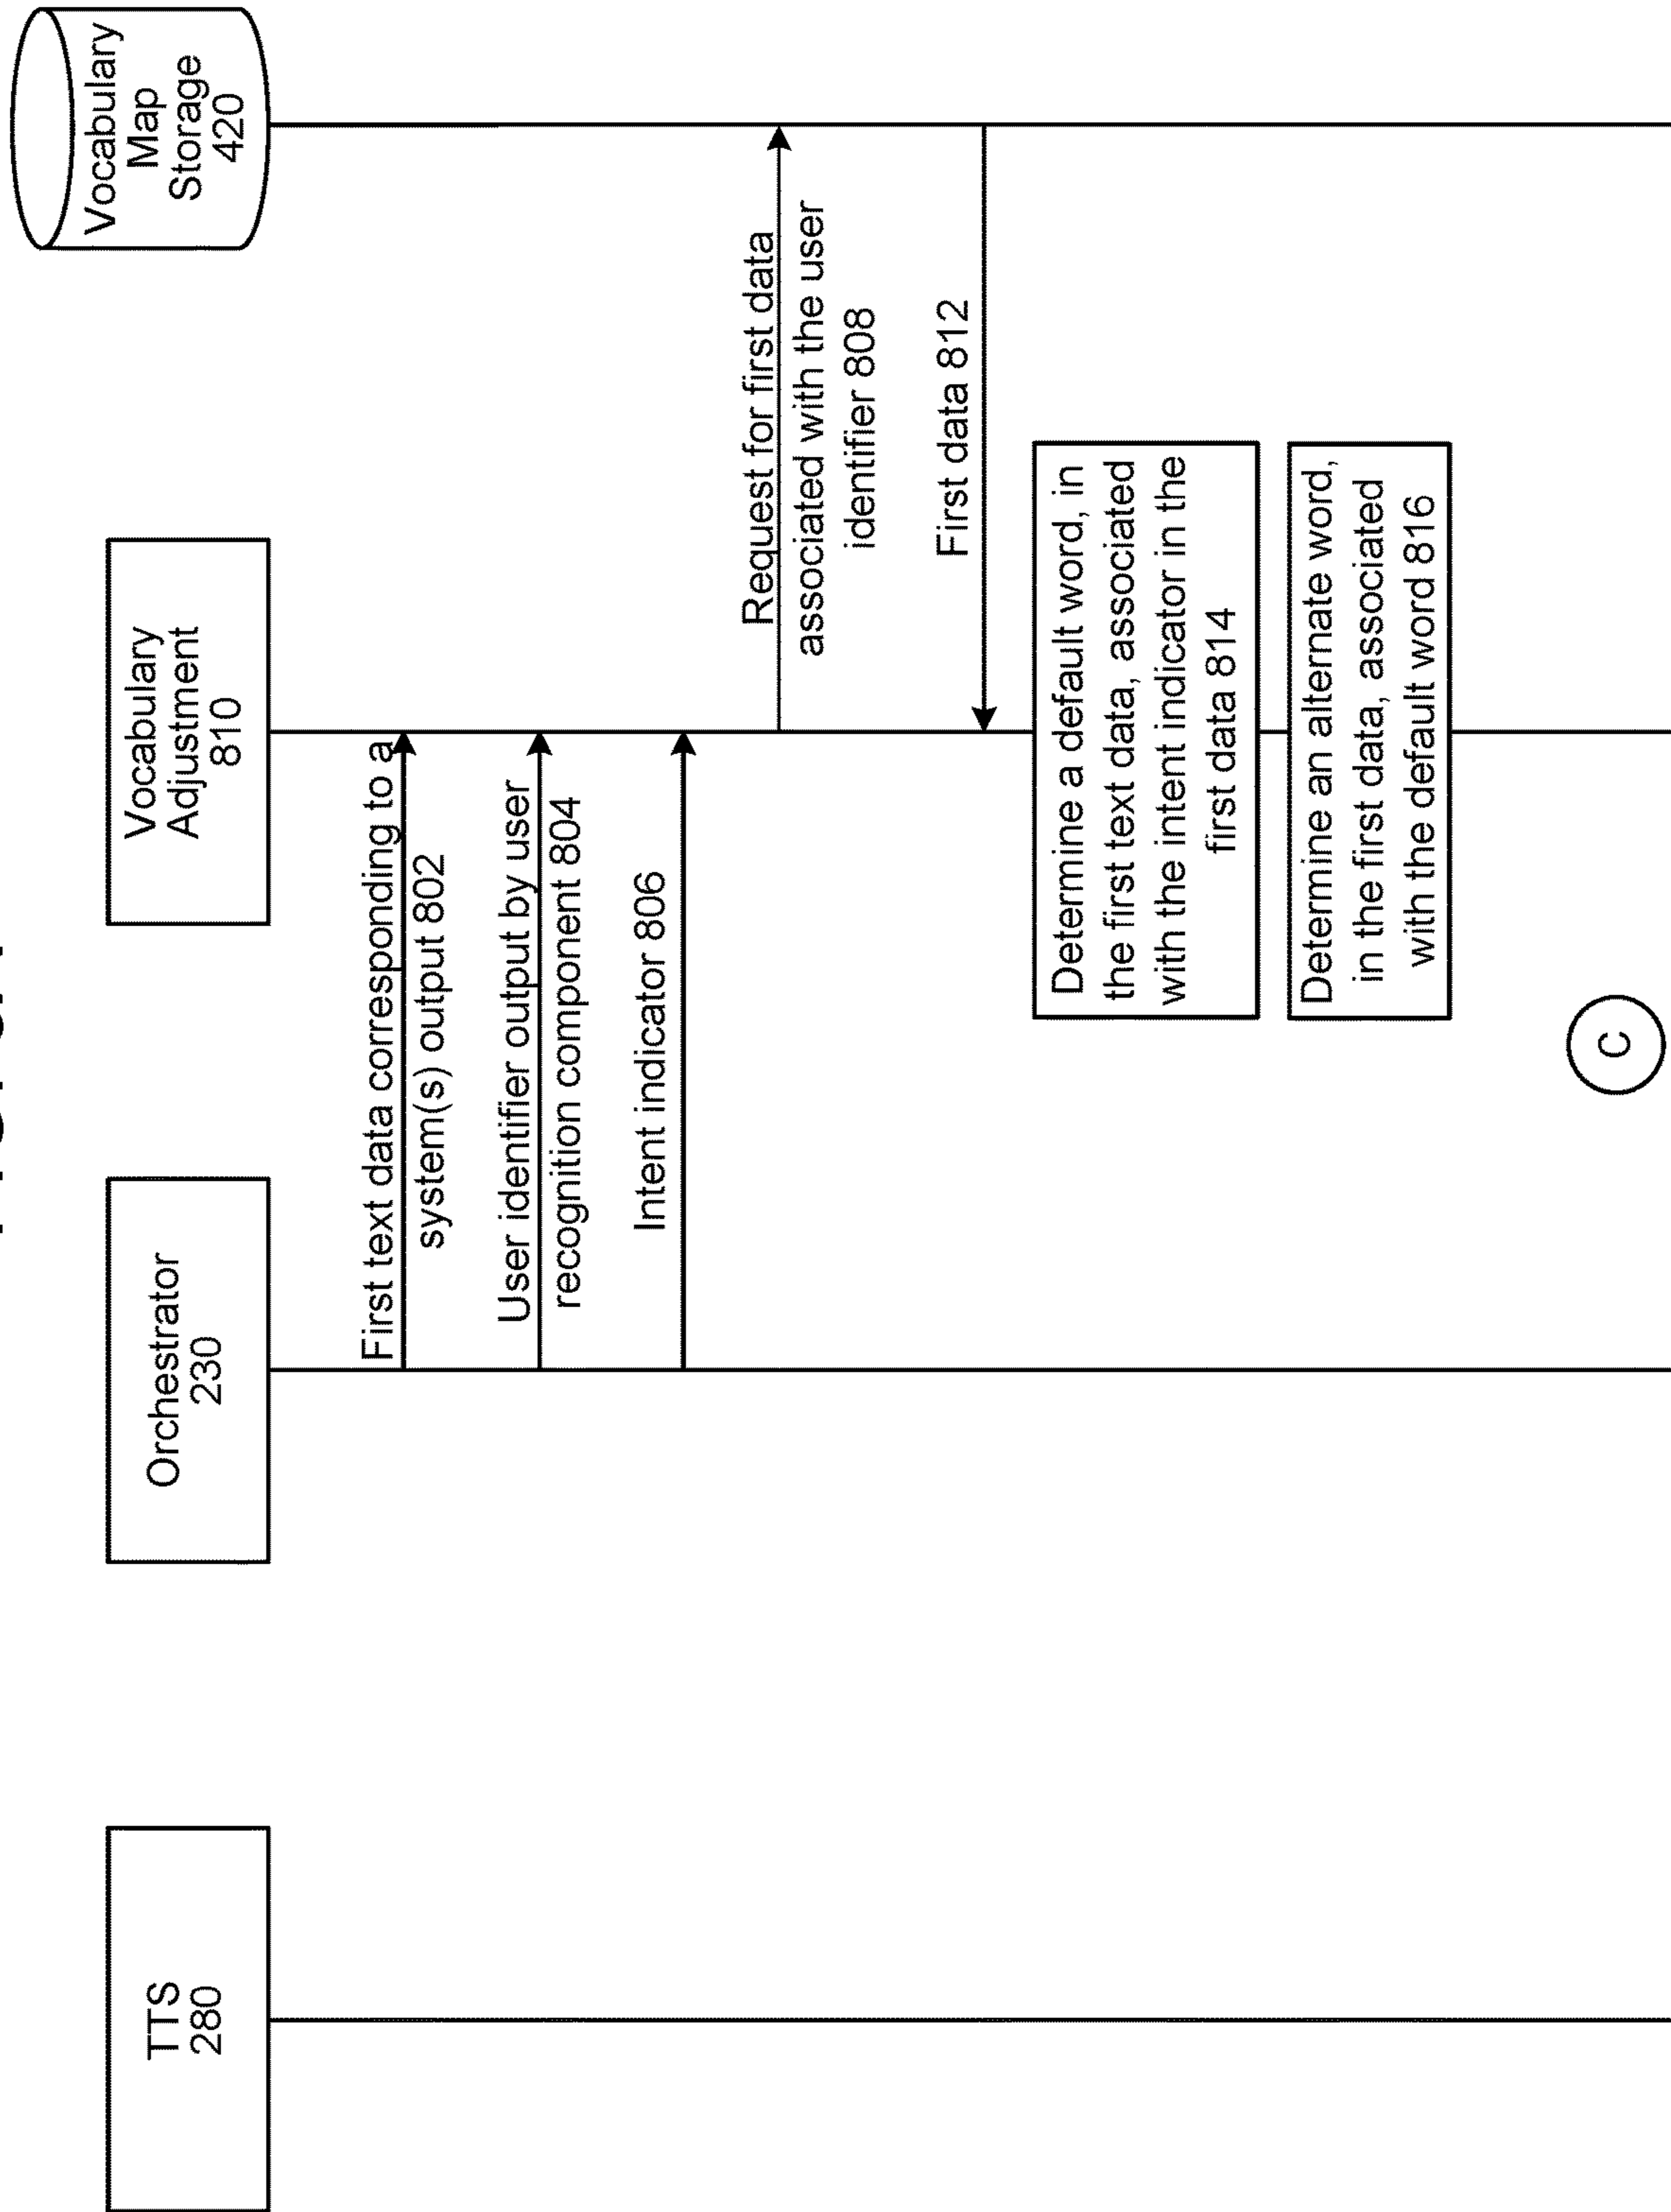 TTS
280
Orchestrator
230
Vocabulary
Adjustment
810
Vocabulary
Map
Storage
420
First text data corresponding to a
system(s) output 802
User identifier output by user
recognition component 804
Intent indicator 806
Request for first data
associated with the user
identifier 808
First data 812
Determine a default word, in
the first text data, associated
with the intent indicator in the
first data 814
Determine an alternate word,
in the first data, associated
with the default word 816
C